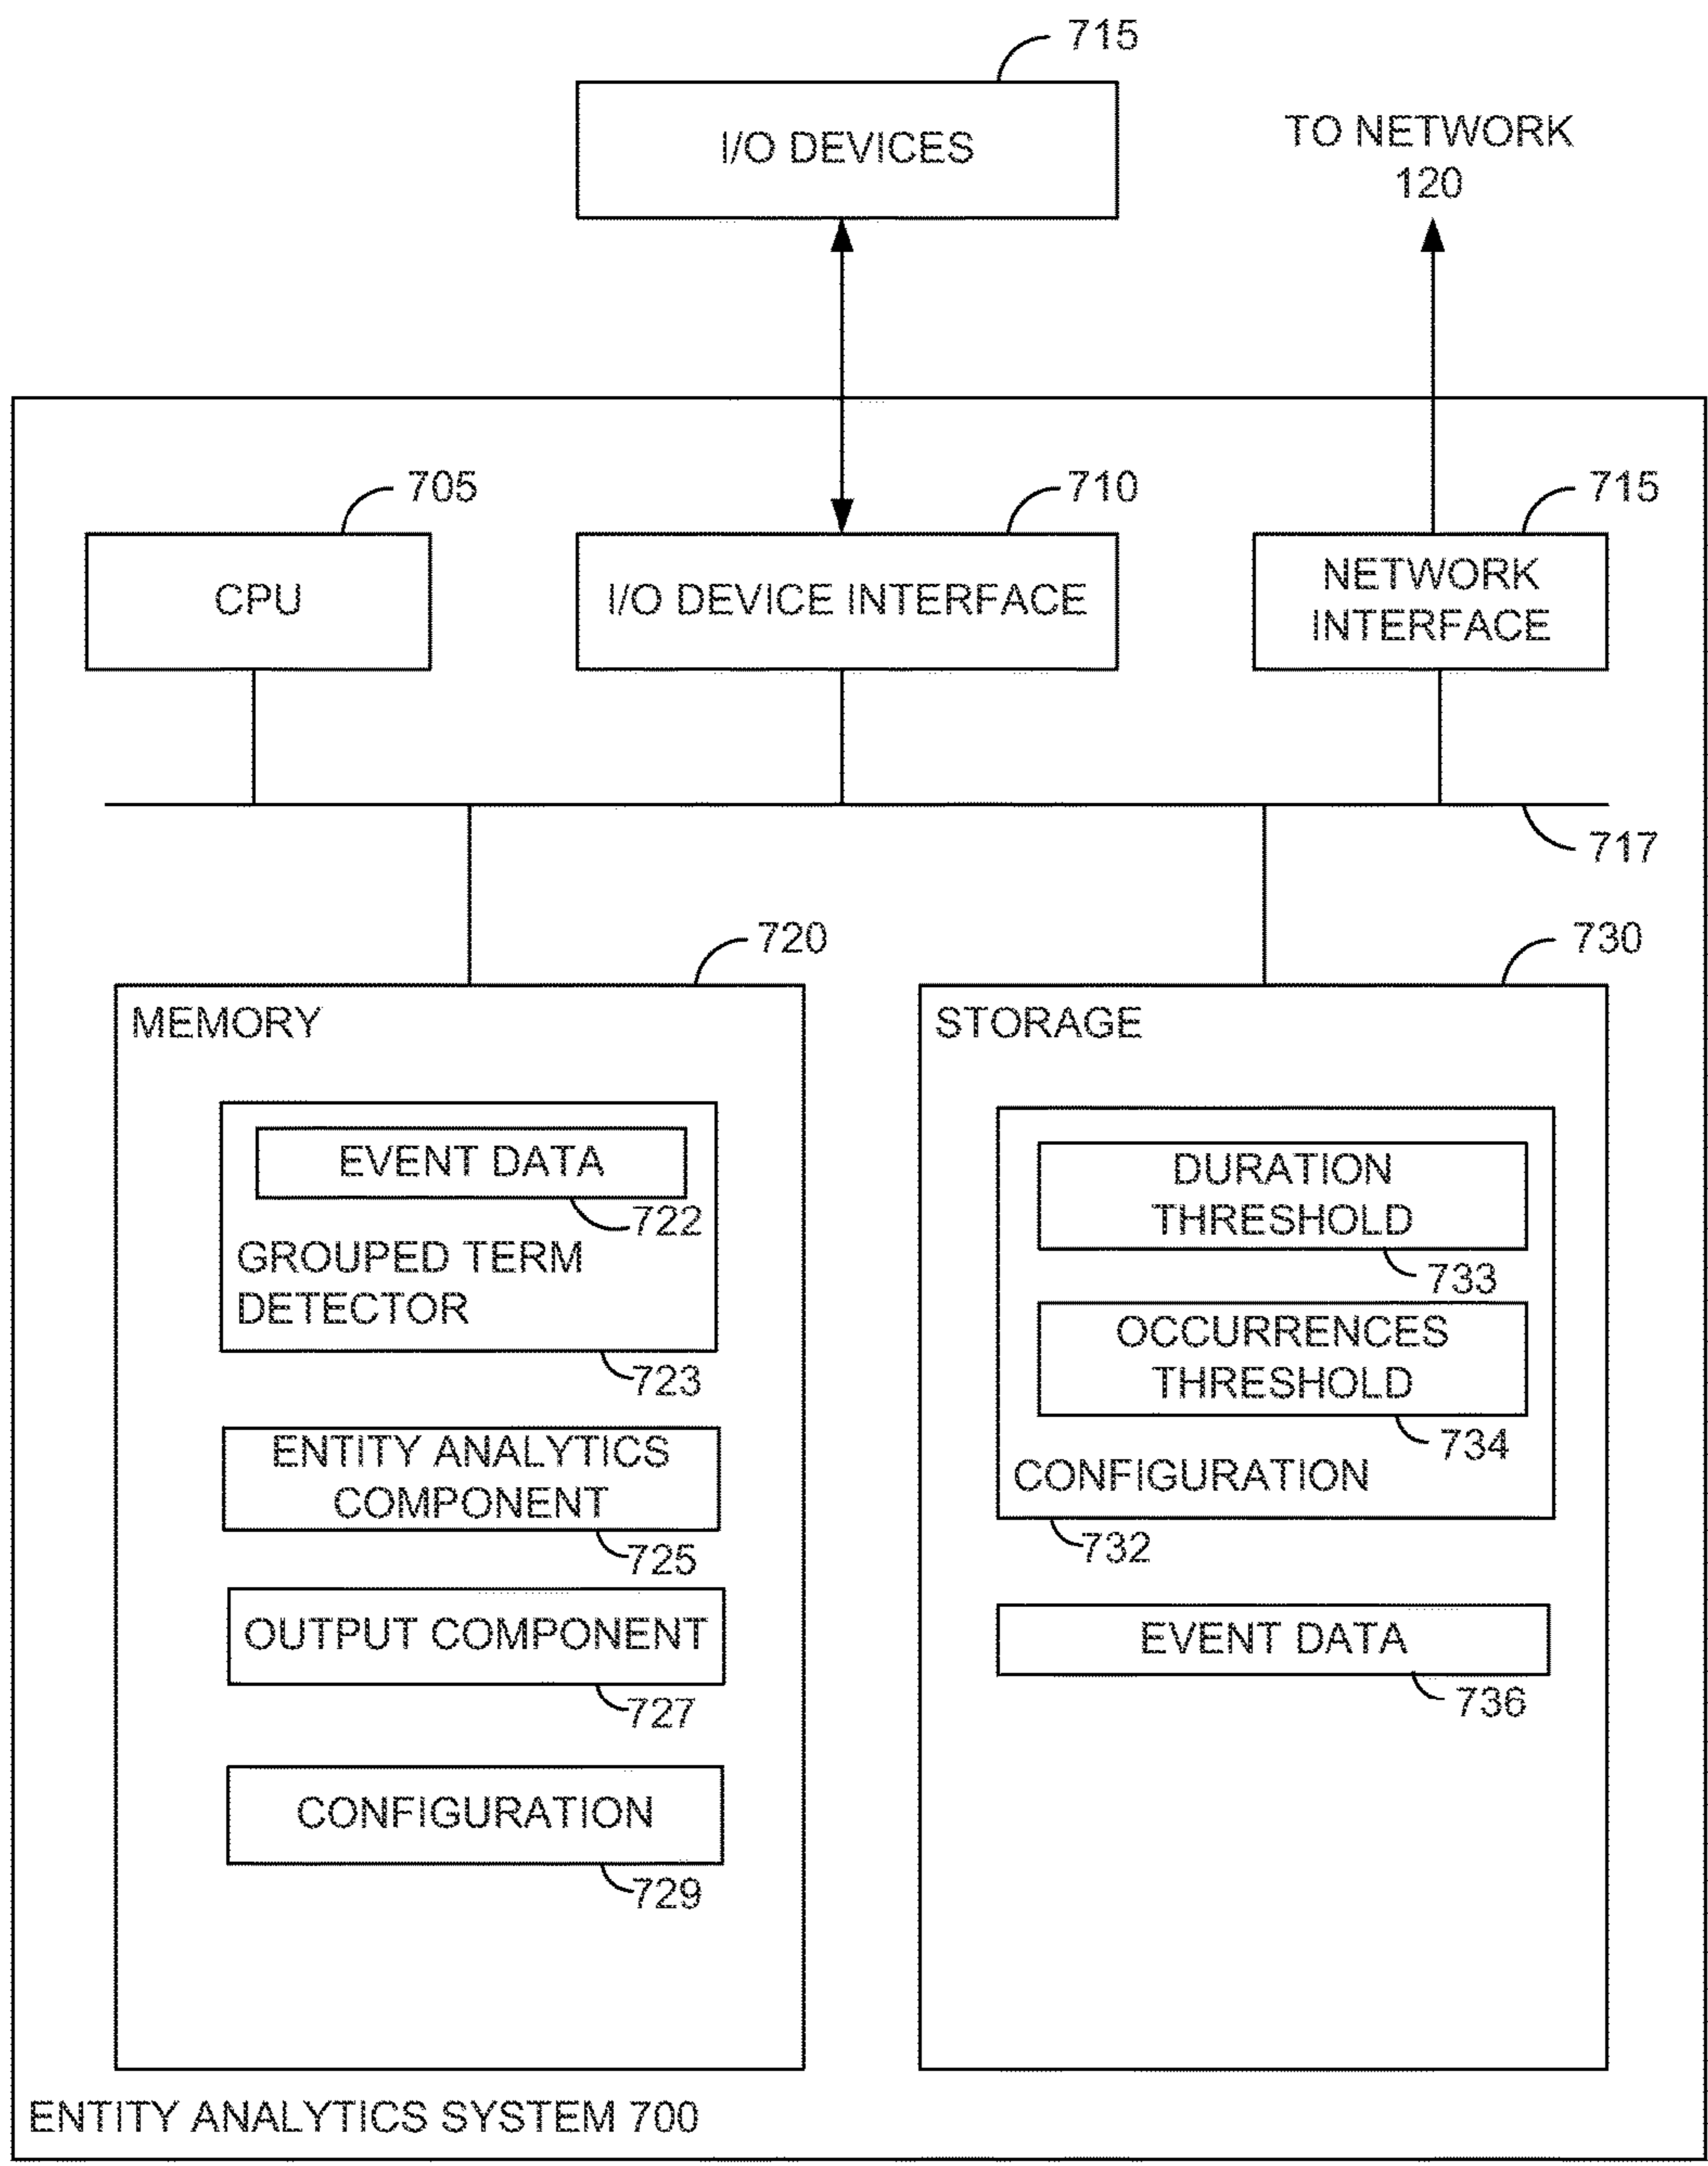 715
I/O DEVICES
TO NETWORK
120
705
710
715
CPU
I/O DEVICE INTERFACE
NETWORK
INTERFACE
717
720
730
MEMORY
EVENT DATA
722
GROUPED TERM
DETECTOR
723
ENTITY ANALYTICS
COMPONENT
725
OUTPUT COMPONENT
727
CONFIGURATION
729
STORAGE
DURATION
THRESHOLD
733
OCCURRENCES
THRESHOLD
734
CONFIGURATION
732
EVENT DATA
736
ENTITY ANALYTICS SYSTEM 700